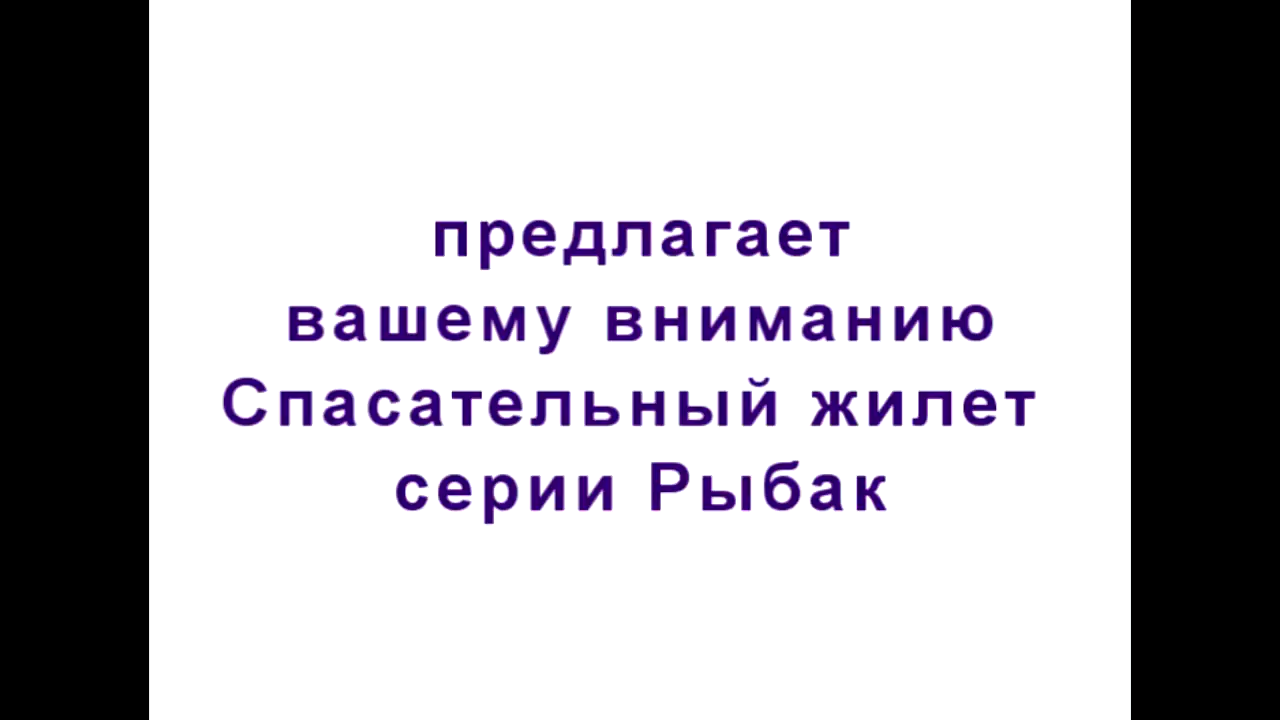 предлагает
вашему вниманию
Спасательный жилет
серии Рыбак